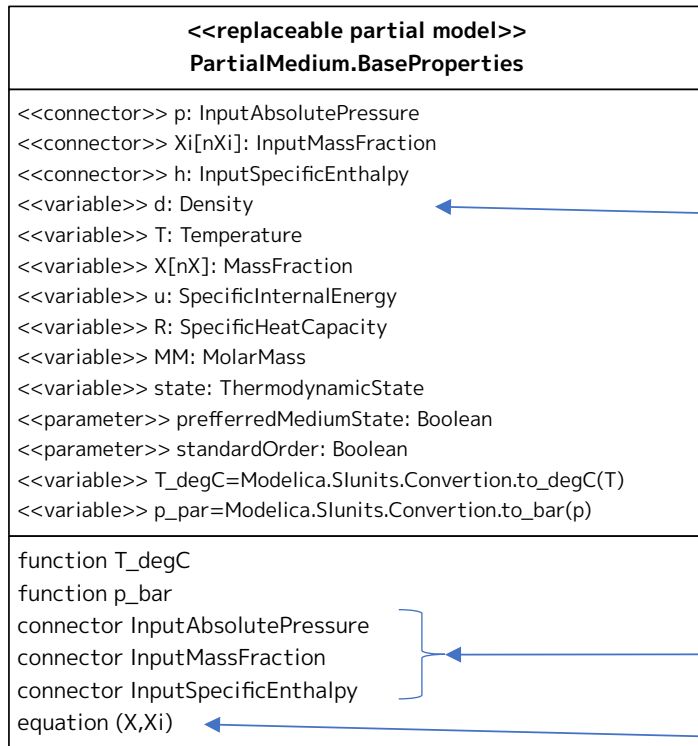 <<replaceable partial model>>
PartialMedium.BaseProperties
<<connector>> p: InputAbsolutePressure
<<connector>> Xi[nXi]: InputMassFraction
<<connector>> h: InputSpecificEnthalpy
<<variable>> d: Density
<<variable>> T: Temperature
<<variable>> X[nX]: MassFraction
<<variable>> u: SpecificInternalEnergy
<<variable>> R: SpecificHeatCapacity
<<variable>> MM: MolarMass
<<variable>> state: ThermodynamicState
<<parameter>> prefferredMediumState: Boolean
<<parameter>> standardOrder: Boolean
<<variable>> T_degC=Modelica.SIunits.Convertion.to_degC(T)
<<variable>> p_par=Modelica.SIunits.Convertion.to_bar(p)
function T_degC
function p_bar
connector InputAbsolutePressure
connector InputMassFraction
connector InputSpecificEnthalpy
equation (X,Xi)